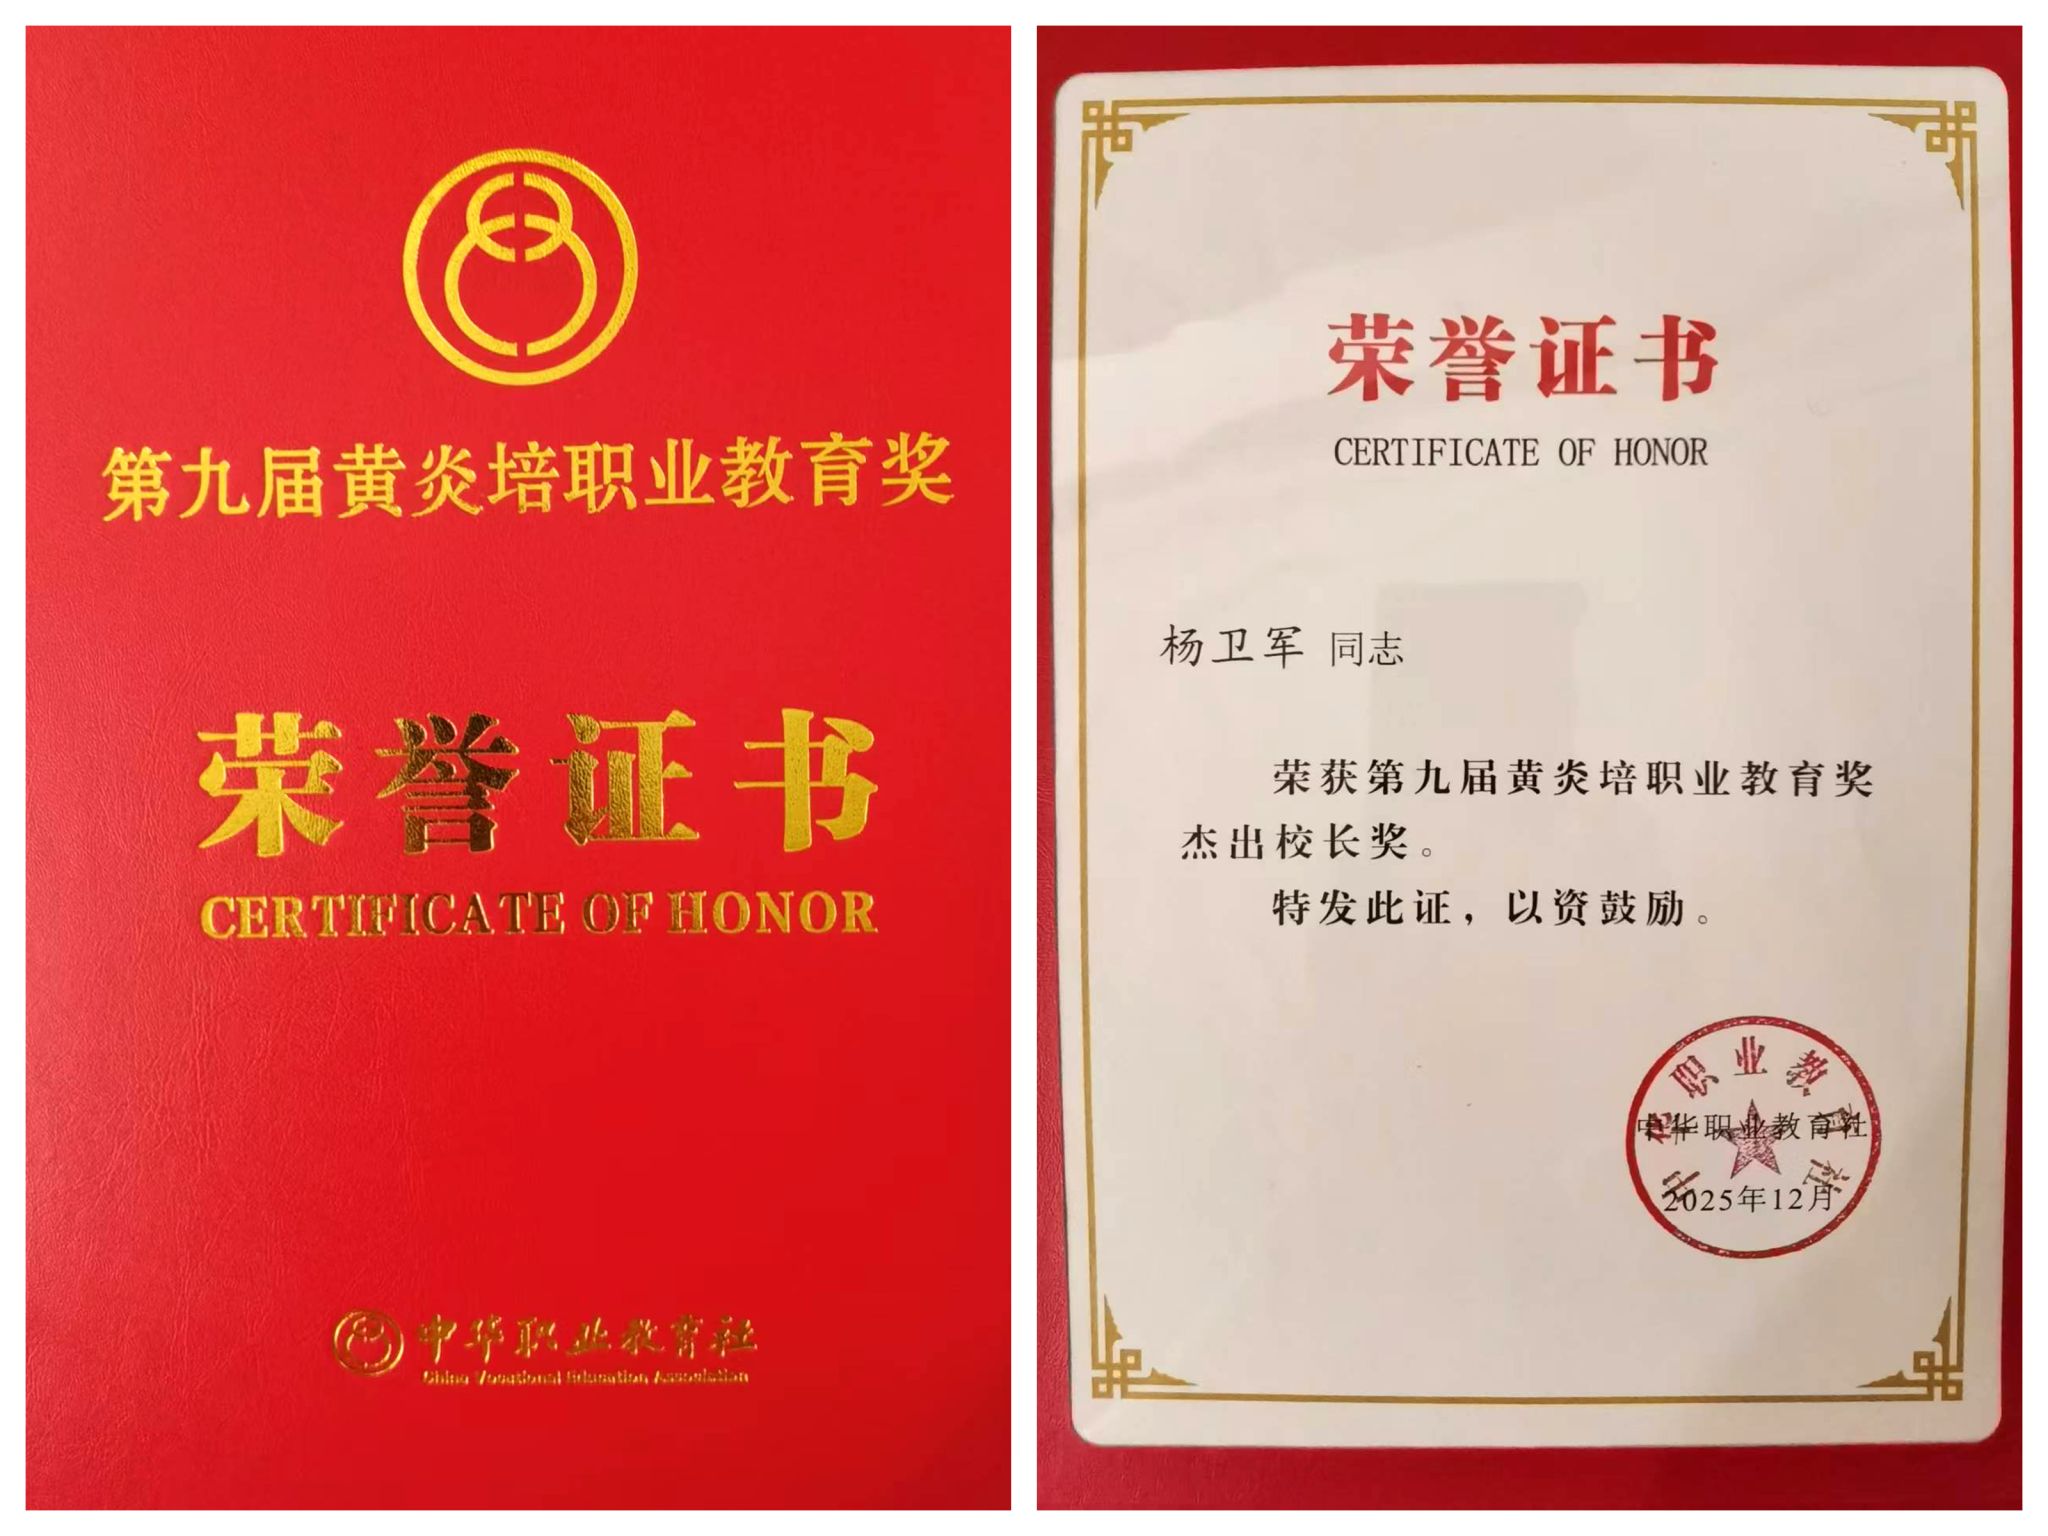 第九届黄炎培职业教育奖
荣誉证书
CERTIFICATE OF HONOR
中华职业教育社
China Vocational Education Association
荣誉证书
CERTIFICATE OF HONOR
杨卫军 同志
荣获第九届黄炎培职业教育奖
杰出校长奖。
特发此证，以资鼓励。
中华职业教育社
中华职业教育社
2025年12月